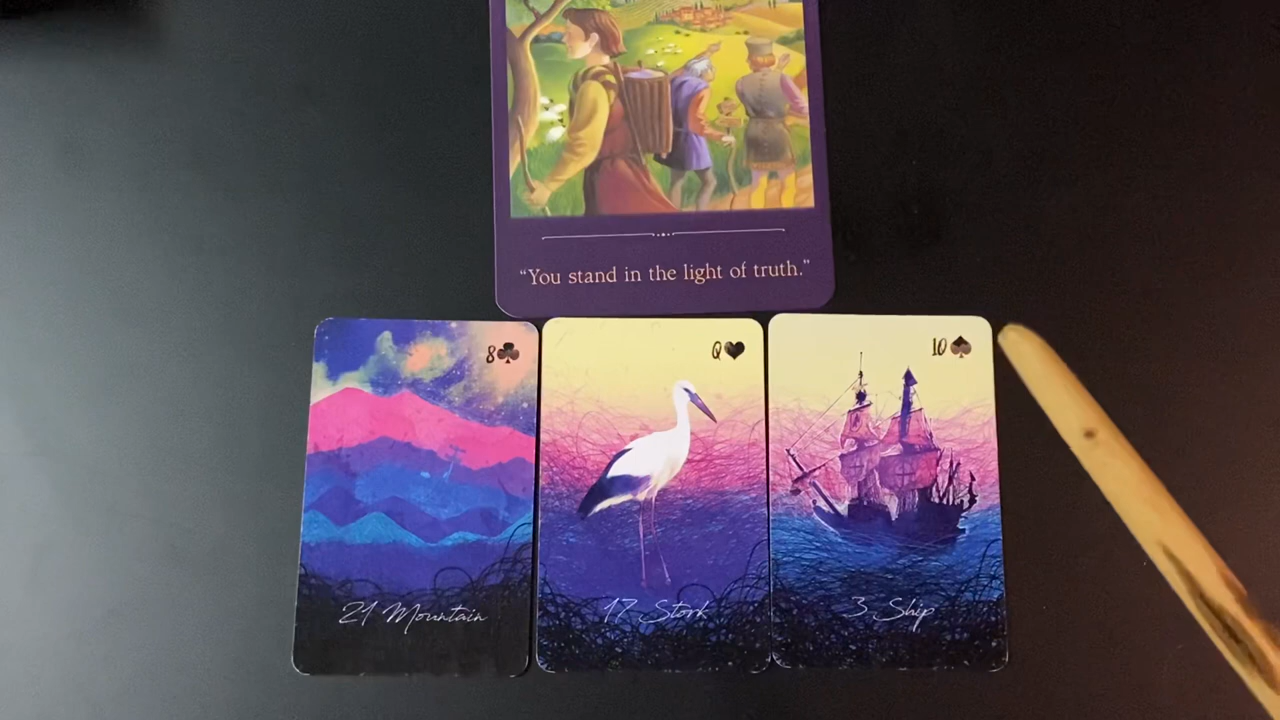 “You stand in the light of truth.”
8
Q
10
21 Mountain
17 Stork
3 Ship